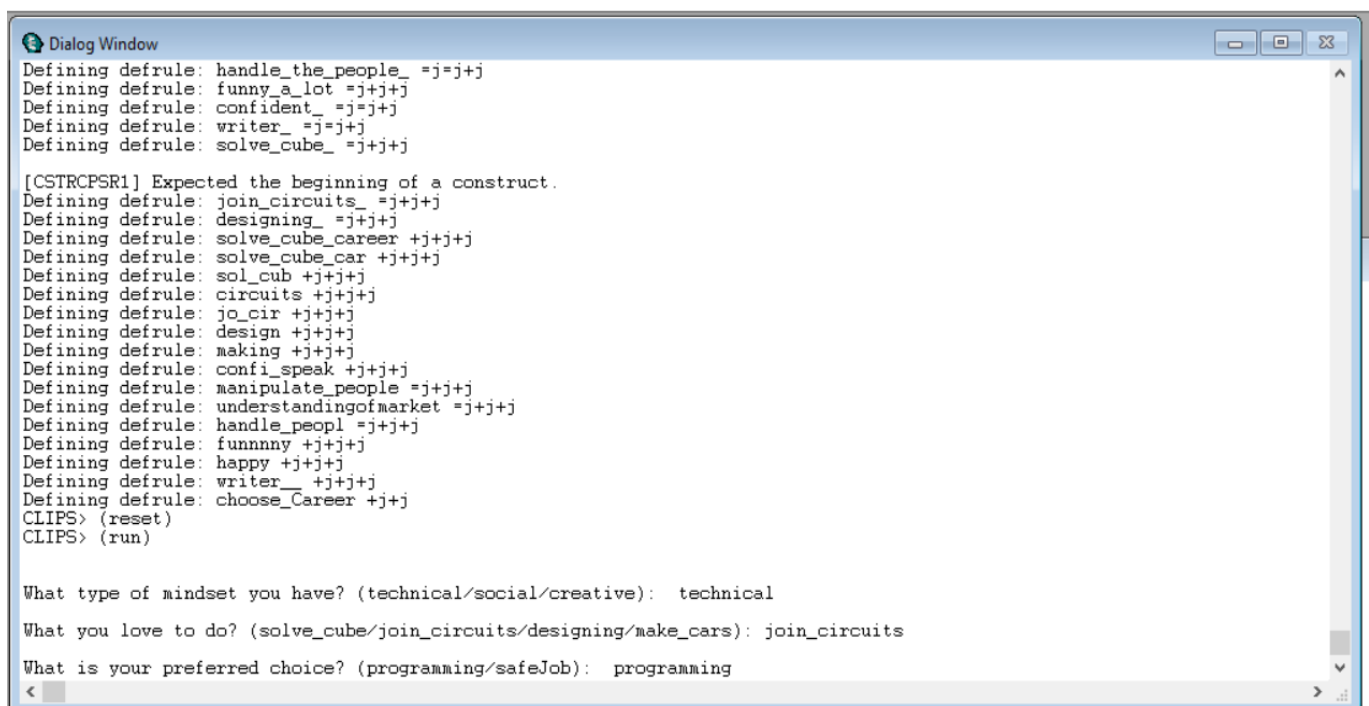 Dialog Window
Defining defrule: handle_the_people_ =j=j+j
Defining defrule: funny_a_lot =j+j+j
Defining defrule: confident_ =j=j+j
Defining defrule: writer_ =j=j+j
Defining defrule: solve_cube_ =j+j+j
[CSTRCPSR1] Expected the beginning of a construct.
Defining defrule: join_circuits_ =j+j+j
Defining defrule: designing_ =j+j+j
Defining defrule: solve_cube_career +j+j+j
Defining defrule: solve_cube_car +j+j+j
Defining defrule: sol_cub +j+j+j
Defining defrule: circuits +j+j+j
Defining defrule: jo_cir +j+j+j
Defining defrule: design +j+j+j
Defining defrule: making +j+j+j
Defining defrule: confi_speak +j+j+j
Defining defrule: manipulate_people =j+j+j
Defining defrule: understandingofmarket =j+j+j
Defining defrule: handle_peopl =j+j+j
Defining defrule: funnnny +j+j+j
Defining defrule: happy +j+j+j
Defining defrule: writer__ +j+j+j
Defining defrule: choose_Career +j+j
CLIPS> (reset)
CLIPS> (run)
What type of mindset you have? (technical/social/creative):  technical
What you love to do? (solve_cube/join_circuits/designing/make_cars): join_circuits
What is your preferred choice? (programming/safeJob):  programming